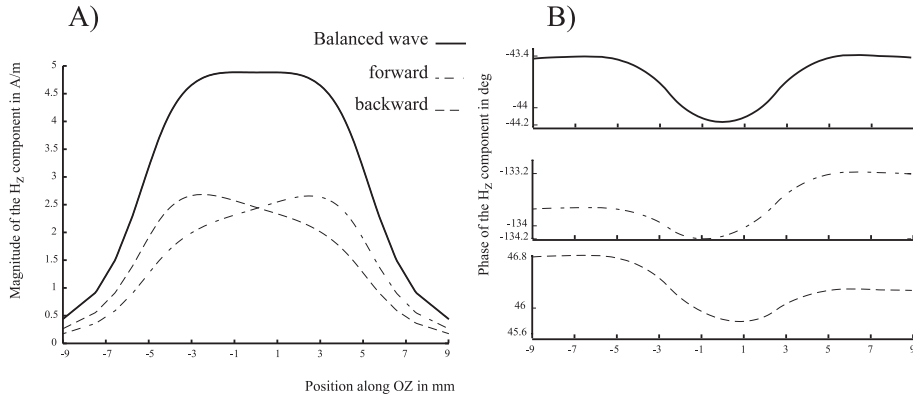 A)
Balanced wave
forward
backward
Magnitude of the HZ component in A/m
5
4.5
4
3.5
3
2.5
2
1.5
1
0.5
0
-9 -7 -5 -3 -1 1 3 5 7 9
Position along OZ in mm
B)
Phase of the HZ component in deg
-43.4
-44
-44.2
-133.2
-134
-134.2
46.8
46
45.6
-9 -7 -5 -3 -1 1 3 5 7 9